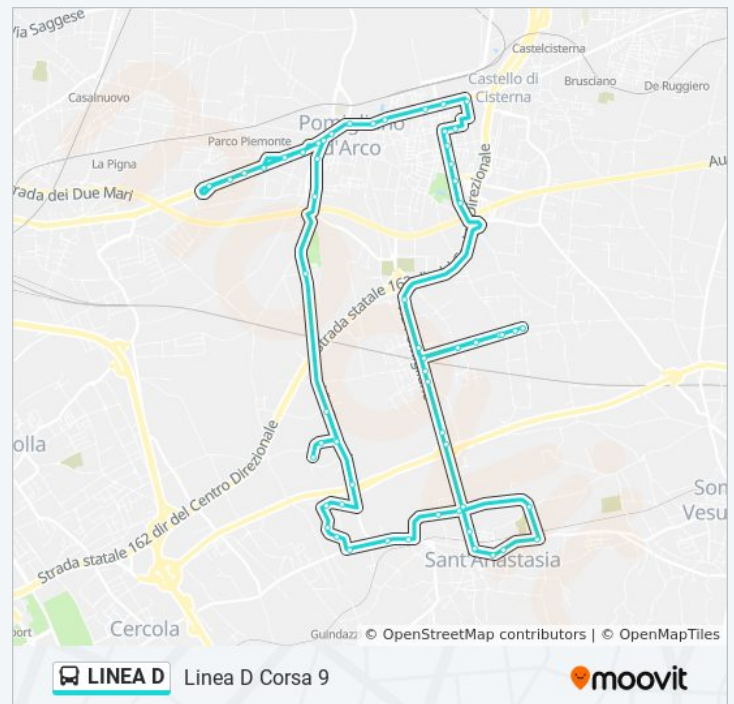 Via Saggese
Castelcisterna
Castello di
Cisterna
Brusciano
De Ruggiero
Casalnuovo
Pomigliano
d'Arco
Parco Piemonte
La Pigna
Strada dei Due Mari
Direzionale
Strada statale 162
olla
Strada statale 162 dir del Centro Direzionale
Som
Vesu
Sant'Anastasia
port
Cercola
Guindazz
© OpenStreetMap contributors | © OpenMapTiles
LINEA D
Linea D Corsa 9
moovit